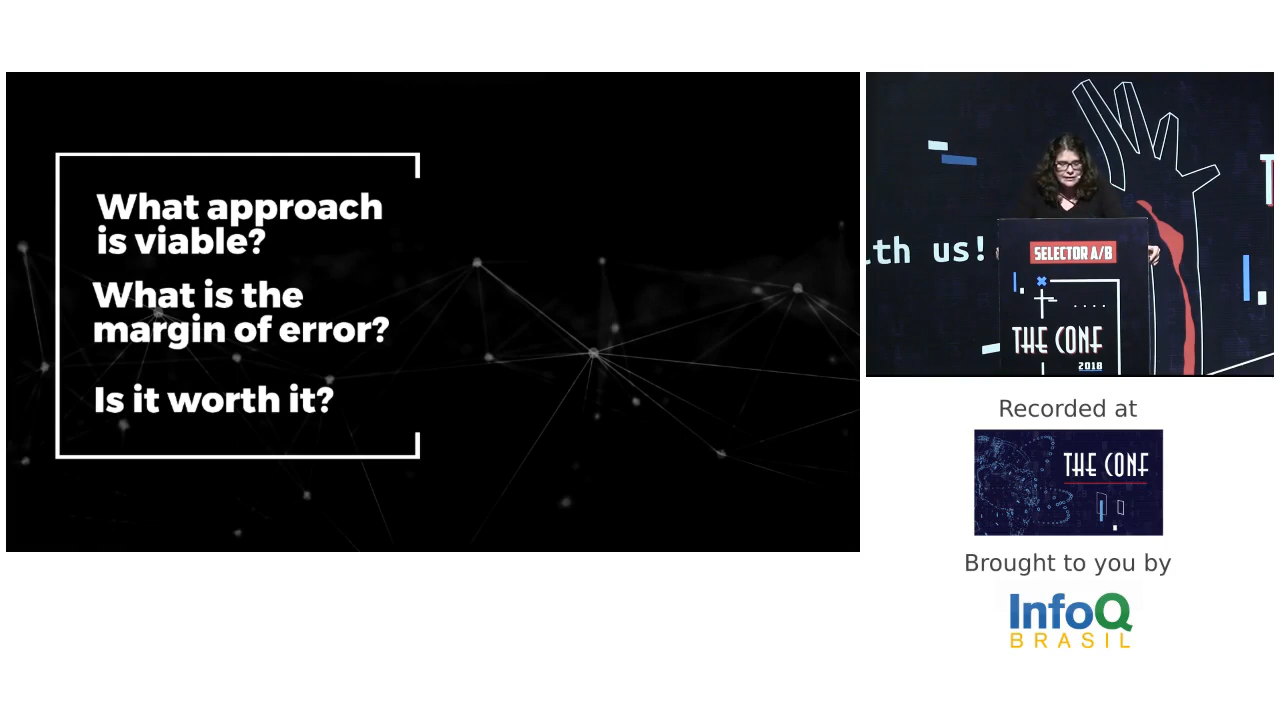 What approach
is viable?
What is the
margin of error?
Is it worth it?
th us!
T
SELECTOR A/B
THE CONF
2018
Recorded at
THE CONF
Brought to you by
InfoQ
BRASIL